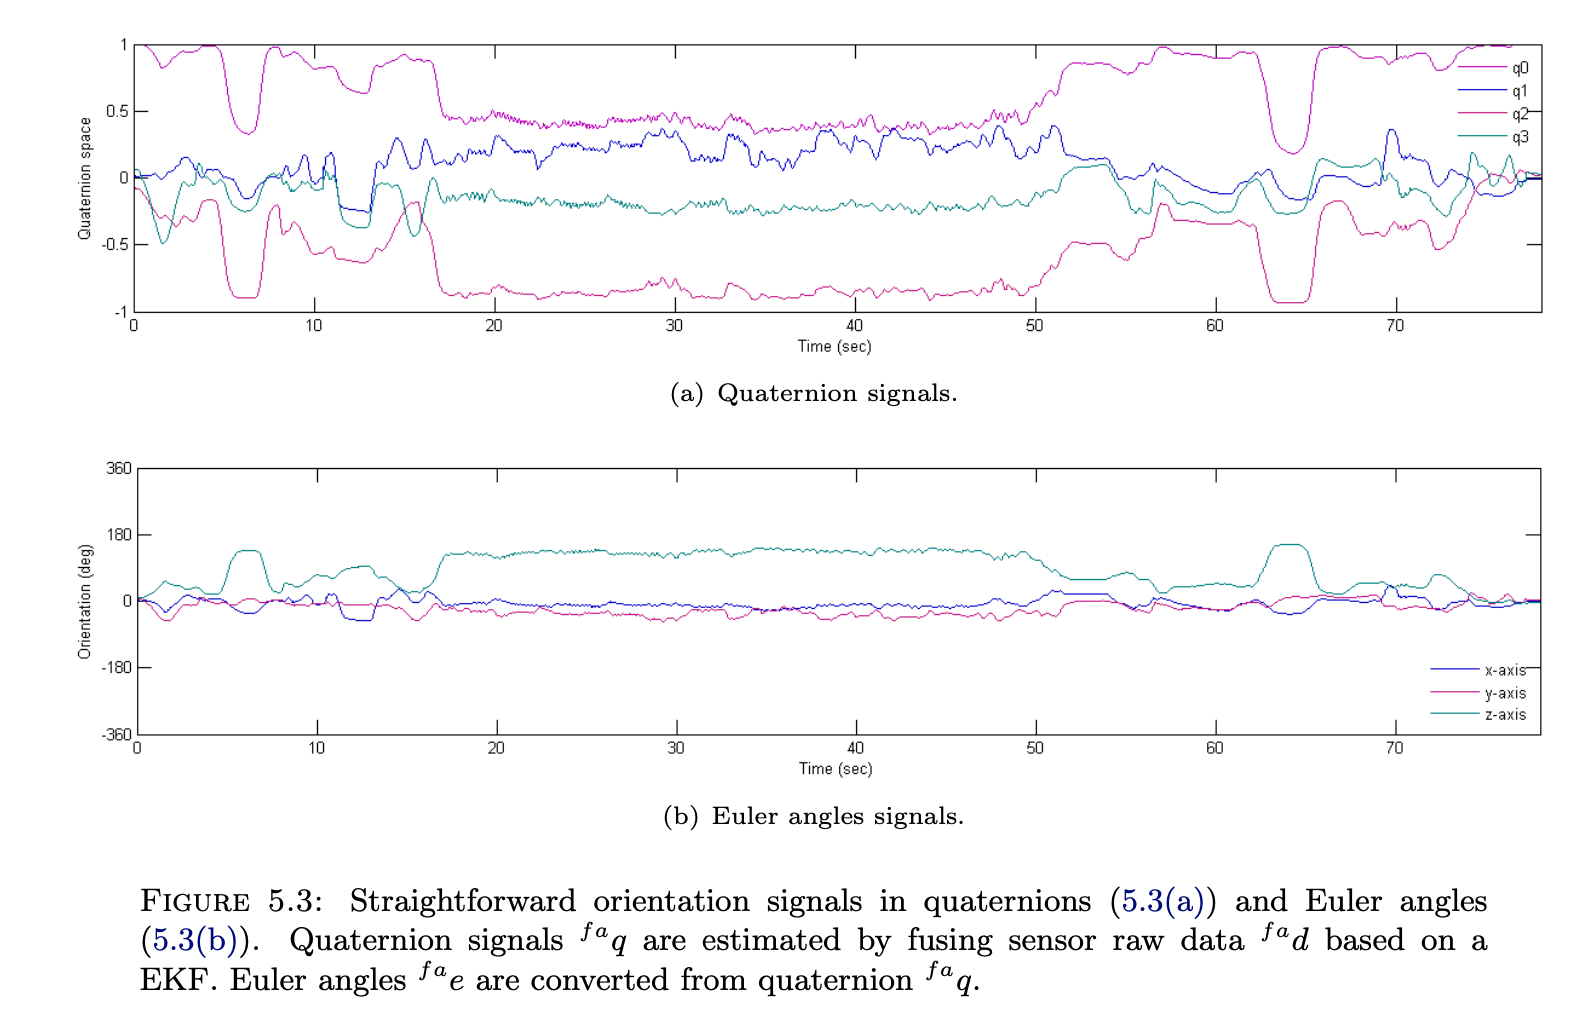 1
0.5
0
-0.5
-1
Quaternion space
q0
q1
q2
q3
0 10 20 30 40 50 60 70
Time (sec)
(a) Quaternion signals.
360
180
0
-180
-360
Orientation (deg)
x-axis
y-axis
z-axis
0 10 20 30 40 50 60 70
Time (sec)
(b) Euler angles signals.
FIGURE 5.3: Straightforward orientation signals in quaternions (5.3(a)) and Euler angles
(5.3(b)). Quaternion signals ᶠᵃq are estimated by fusing sensor raw data ᶠᵃd based on a
EKF. Euler angles ᶠᵃe are converted from quaternion ᶠᵃq.